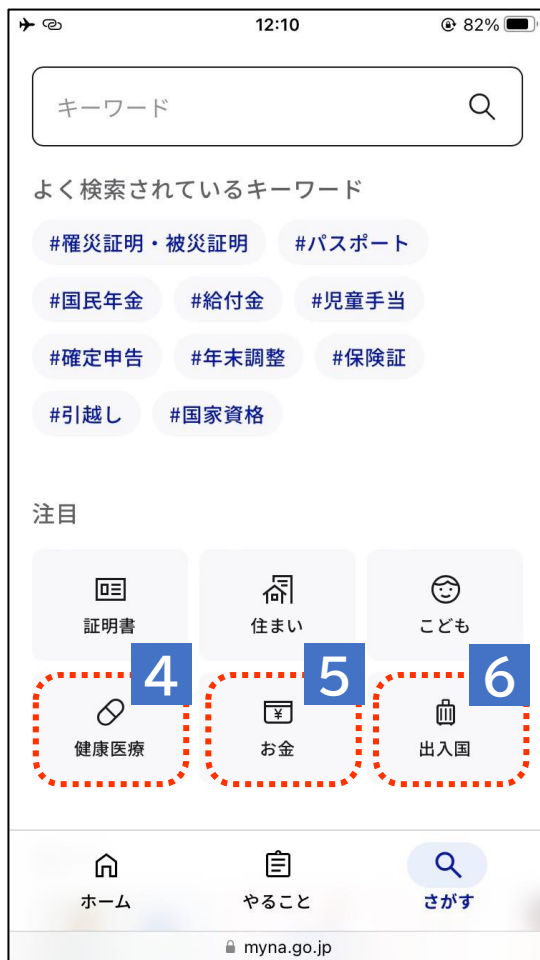 12:10 82%
キーワード
よく検索されているキーワード
#罹災証明・被災証明 #パスポート
#国民年金 #給付金 #児童手当
#確定申告 #年末調整 #保険証
#引越し #国家資格
注目
証明書 住まい こども
4 5 6
健康医療 お金 出入国
ホーム やること さがす
myna.go.jp